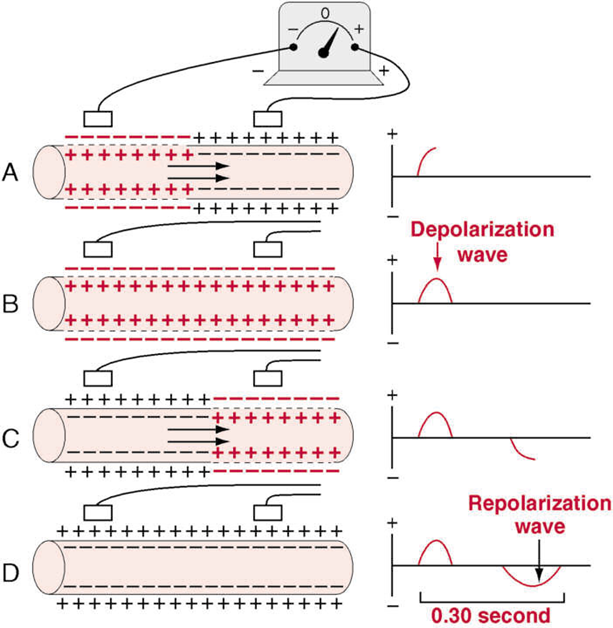 0
− +
− +
− − − − − − − − + + + + + + + + +
+ + + + + + + + − − − − − − − − −
A
+ + + + + + + + − − − − − − − − −
− − − − − − − − + + + + + + + + +
+
−
Depolarization
wave
− − − − − − − − − − − − − − − − −
+ + + + + + + + + + + + + + + + +
B
+ + + + + + + + + + + + + + + + +
− − − − − − − − − − − − − − − − −
+
−
+ + + + + + + + + − − − − − − − −
− − − − − − − − − + + + + + + + +
C
− − − − − − − − − + + + + + + + +
+ + + + + + + + + − − − − − − − −
+
−
Repolarization
wave
+ + + + + + + + + + + + + + + + +
− − − − − − − − − − − − − − − − −
D
− − − − − − − − − − − − − − − − −
+ + + + + + + + + + + + + + + + +
+
−
0.30 second